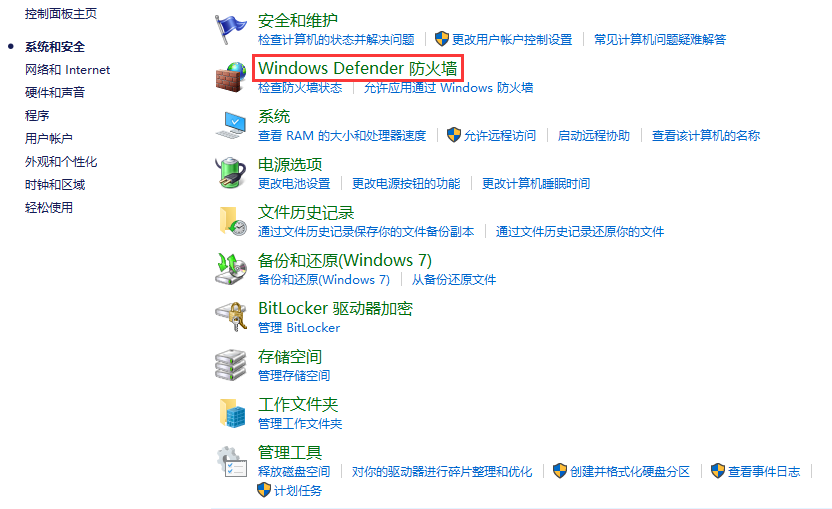 控制面板主页
系统和安全
网络和 Internet
硬件和声音
程序
用户帐户
外观和个性化
时钟和区域
轻松使用
安全和维护
检查计算机的状态并解决问题 更改用户帐户控制设置 常见计算机问题疑难解答
Windows Defender 防火墙
检查防火墙状态 允许应用通过 Windows 防火墙
系统
查看 RAM 的大小和处理器速度 允许远程访问 启动远程协助 查看该计算机的名称
电源选项
更改电池设置 更改电源按钮的功能 更改计算机睡眠时间
文件历史记录
通过文件历史记录保存你的文件备份副本 通过文件历史记录还原你的文件
备份和还原(Windows 7)
备份和还原(Windows 7) 从备份还原文件
BitLocker 驱动器加密
管理 BitLocker
存储空间
管理存储空间
工作文件夹
管理工作文件夹
管理工具
释放磁盘空间 对你的驱动器进行碎片整理和优化 创建并格式化硬盘分区 查看事件日志
计划任务